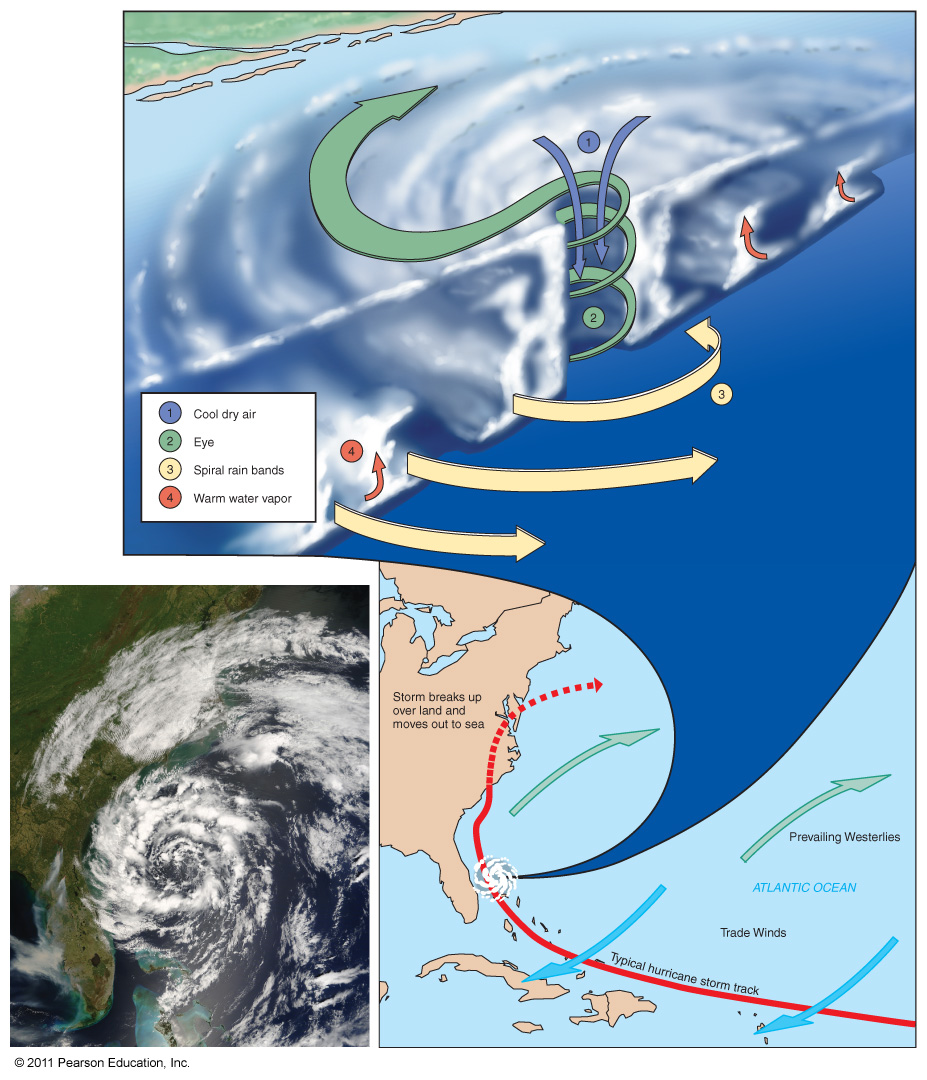 1
2
3
4
1 Cool dry air
2 Eye
3 Spiral rain bands
4 Warm water vapor
Storm breaks up
over land and
moves out to sea
Prevailing Westerlies
ATLANTIC OCEAN
Trade Winds
Typical hurricane storm track
© 2011 Pearson Education, Inc.